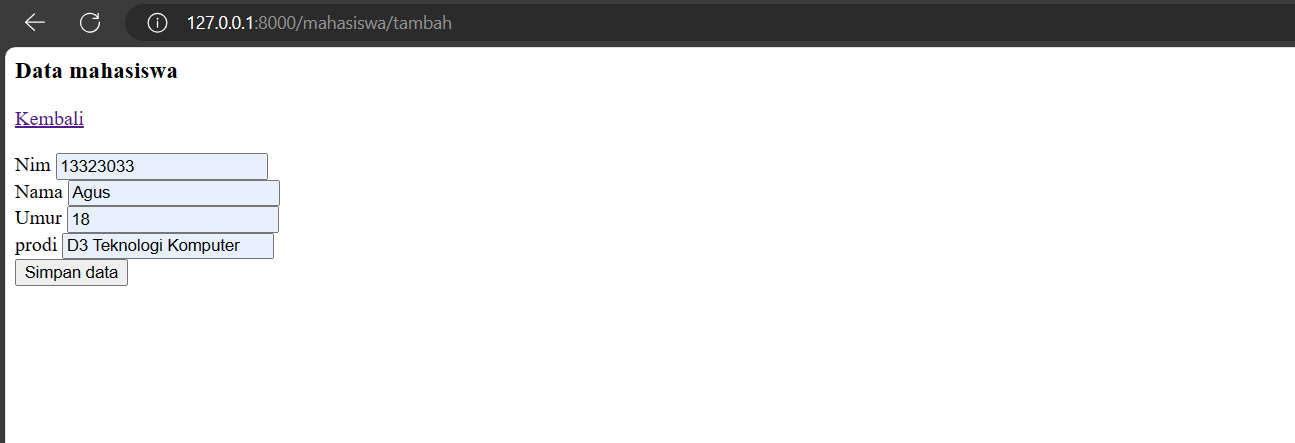 127.0.0.1:8000/mahasiswa/tambah
Data mahasiswa
Kembali
Nim 13323033
Nama Agus
Umur 18
prodi D3 Teknologi Komputer
Simpan data